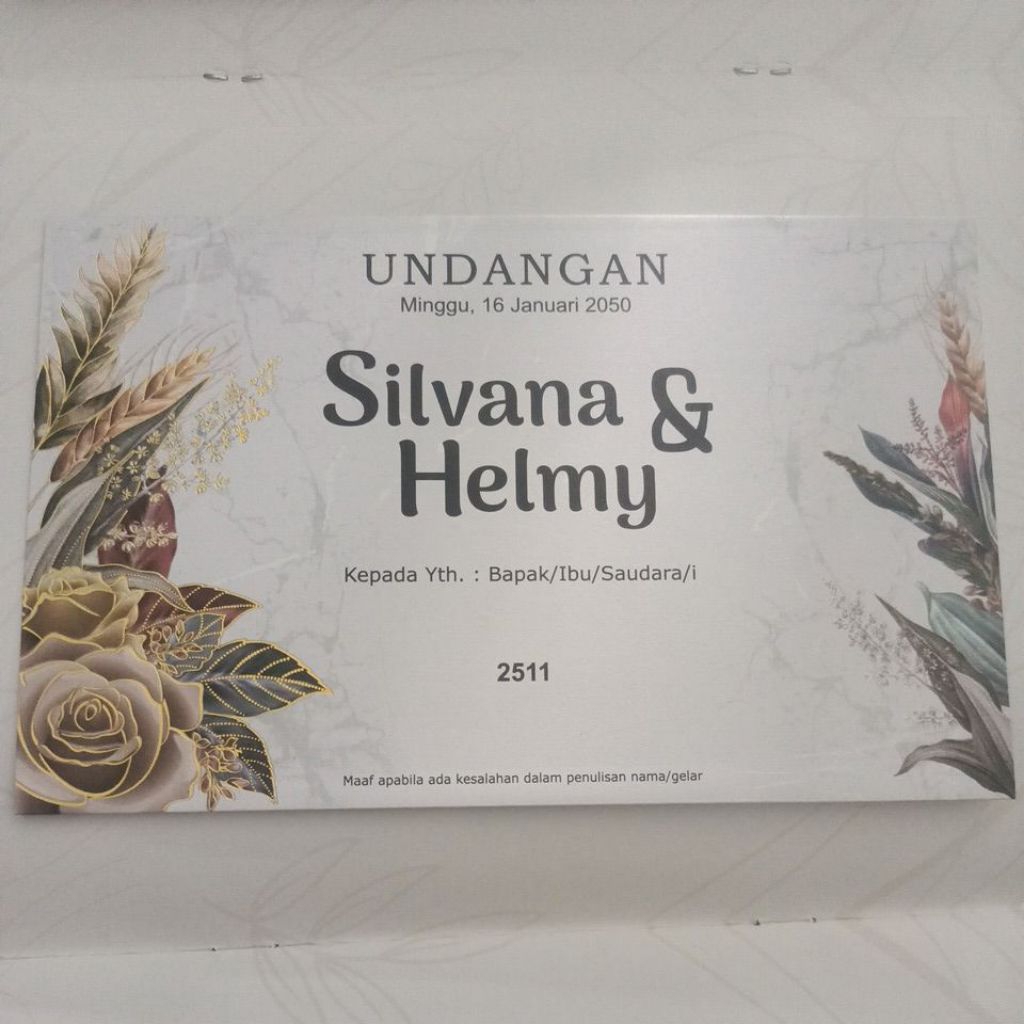 UNDANGAN
Minggu, 16 Januari 2050
Silvana &
Helmy
Kepada Yth. : Bapak/Ibu/Saudara/i
2511
Maaf apabila ada kesalahan dalam penulisan nama/gelar